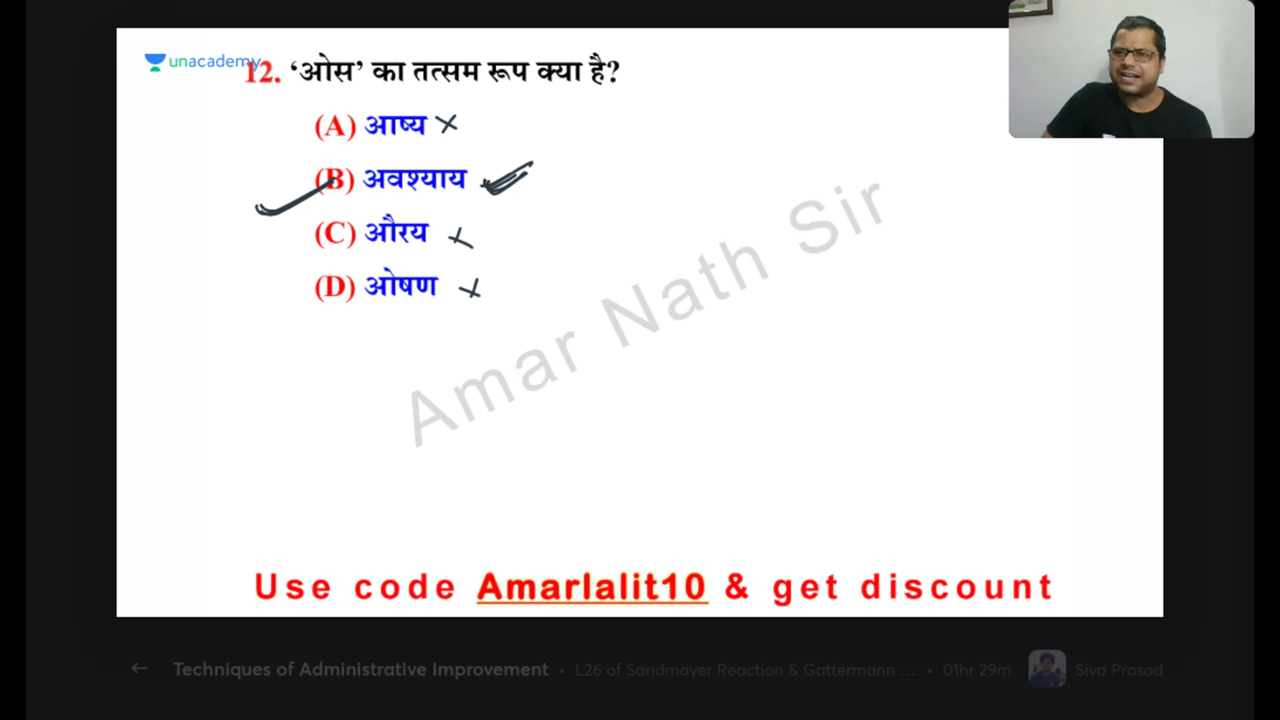 unacademy
12. ‘ओस’ का तत्सम रूप क्या है?
(A) आष्य
(B) अवश्याय
(C) औरय
(D) ओषण
Amar Nath Sir
Use code Amarlalit10 & get discount
← Techniques of Administrative Improvement • L26 of Sandmayer Reaction & Gattermann ... • 01hr 29m Siva Prasad